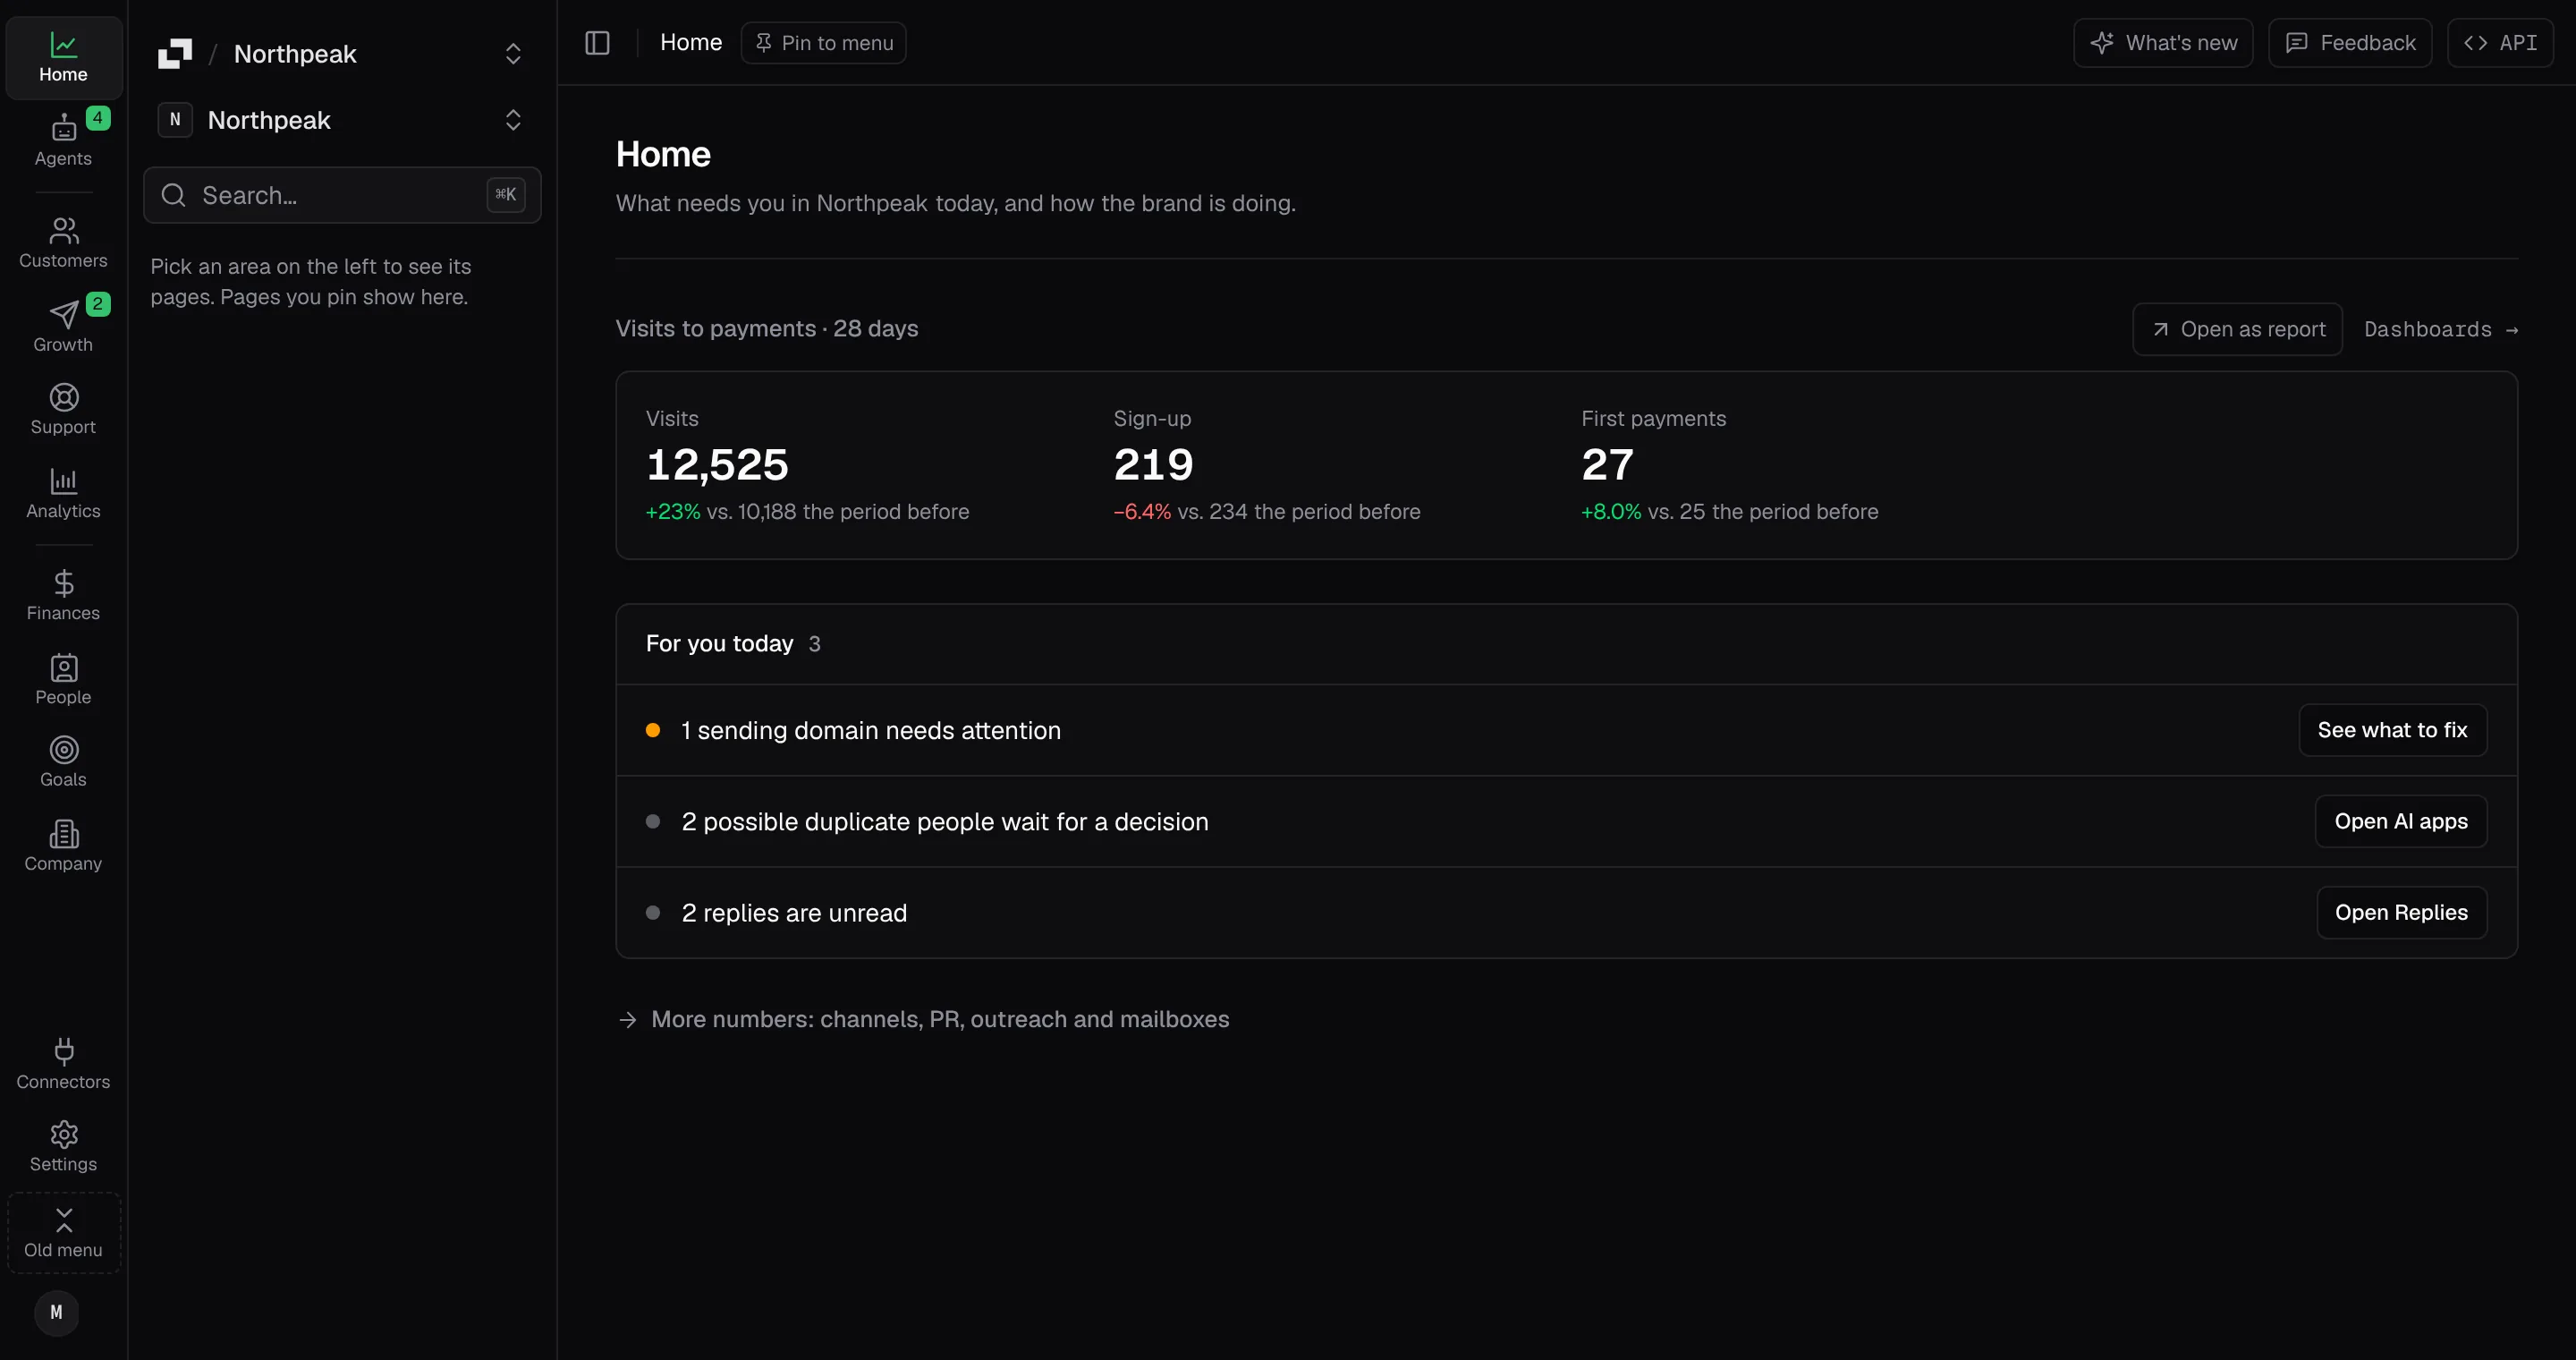 Home
4
Agents
Customers
2
Growth
Support
Analytics
Finances
People
Goals
Company
Connectors
Settings
Old menu
M
/ Northpeak
N Northpeak
Search... ⌘K
Pick an area on the left to see its
pages. Pages you pin show here.
Home Pin to menu What's new Feedback <> API
Home
What needs you in Northpeak today, and how the brand is doing.
Visits to payments · 28 days Open as report Dashboards →
Visits
12,525
+23% vs. 10,188 the period before
Sign-up
219
−6.4% vs. 234 the period before
First payments
27
+8.0% vs. 25 the period before
For you today 3
1 sending domain needs attention See what to fix
2 possible duplicate people wait for a decision Open AI apps
2 replies are unread Open Replies
→ More numbers: channels, PR, outreach and mailboxes